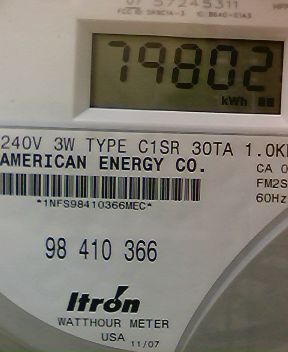 57245311
79802
kWh
240V 3W TYPE C1SR 30TA 1.0K
AMERICAN ENERGY CO.
CA 0
FM2S
60Hz
*1NFS98410366MEC*
98 410 366
Itron
WATTHOUR METER
USA 11/07